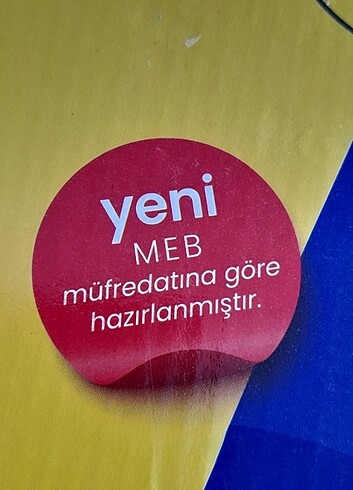 yeni
MEB
müfredatına göre
hazırlanmıştır.